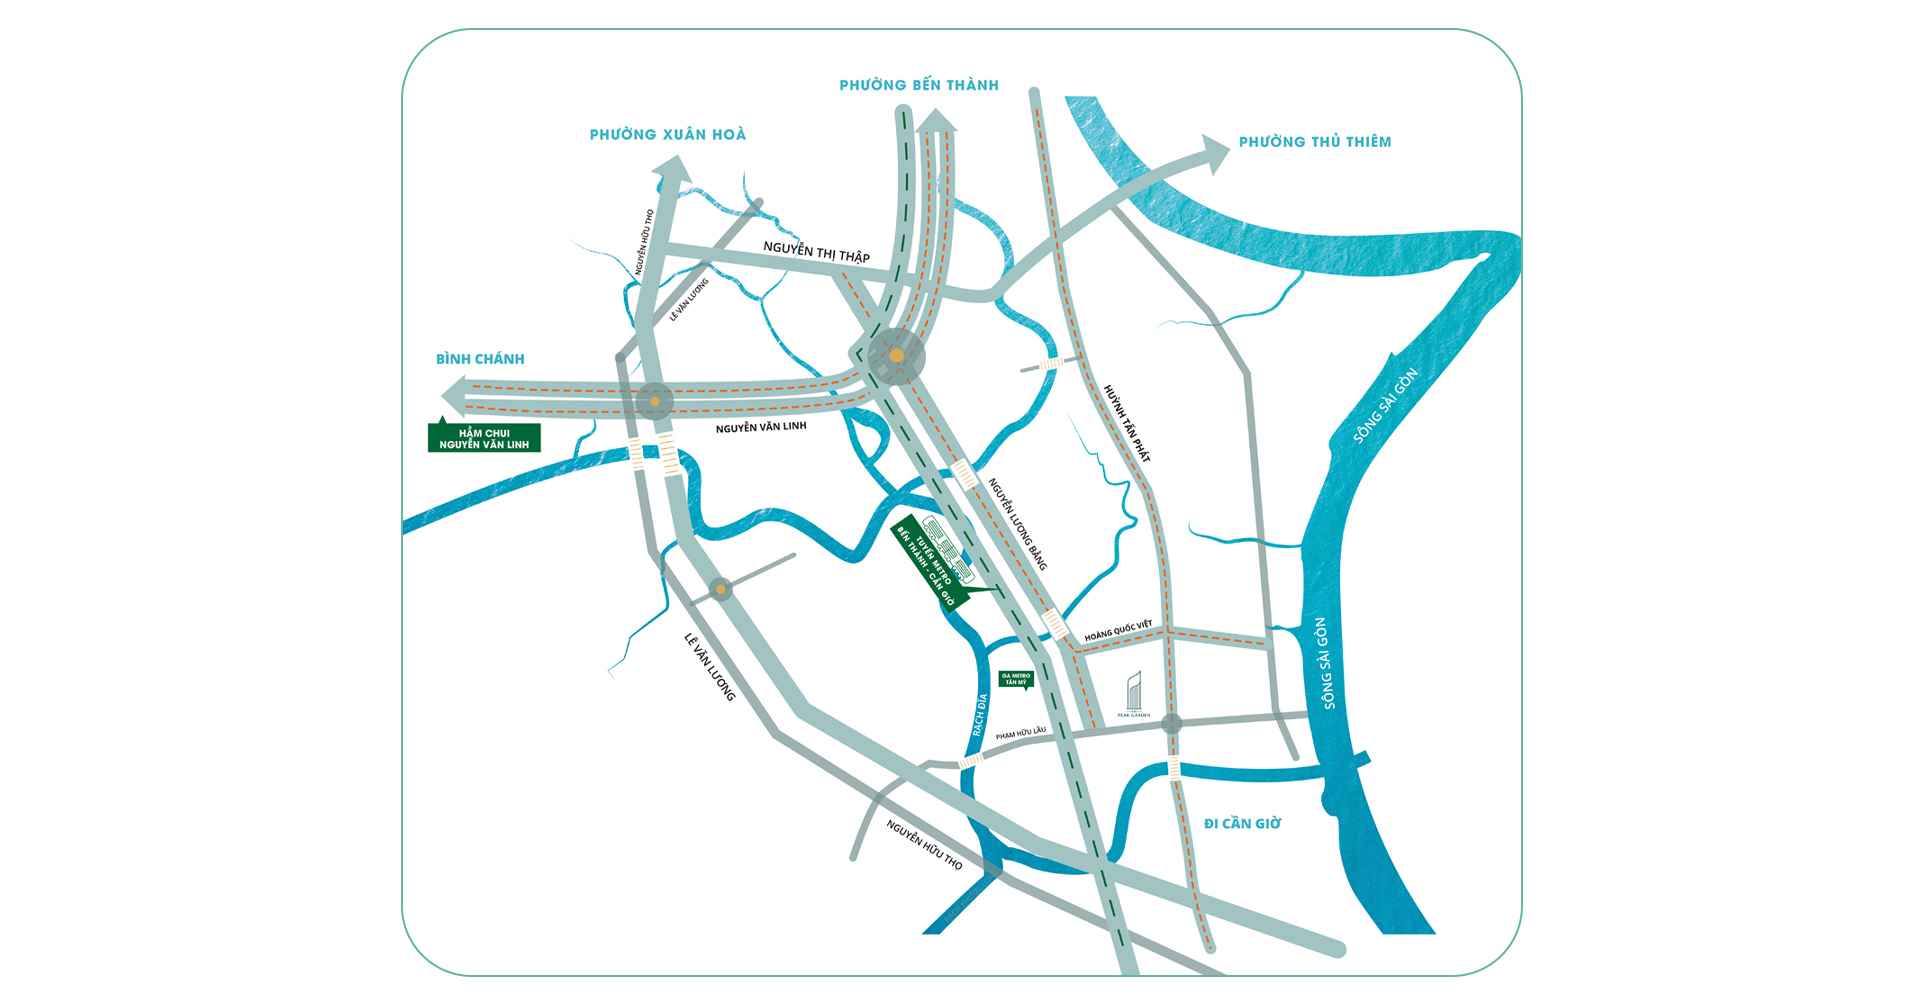 PHƯỜNG BẾN THÀNH
PHƯỜNG XUÂN HOÀ
PHƯỜNG THỦ THIÊM
NGUYỄN HỮU THỌ
NGUYỄN THỊ THẬP
LÊ VĂN LƯƠNG
BÌNH CHÁNH
HẦM CHUI
NGUYỄN VĂN LINH
NGUYỄN VĂN LINH
HUỲNH TẤN PHÁT
SÔNG SÀI GÒN
NGUYỄN LƯƠNG BẰNG
TUYẾN METRO
BẾN THÀNH - CẦN GIỜ
HOÀNG QUỐC VIỆT
LÊ VĂN LƯƠNG
GA METRO
TÂN MỸ
PEAK GARDEN
SÔNG SÀI GÒN
RẠCH ĐĨA
PHẠM HỮU LẦU
NGUYỄN HỮU THỌ
ĐI CẦN GIỜ